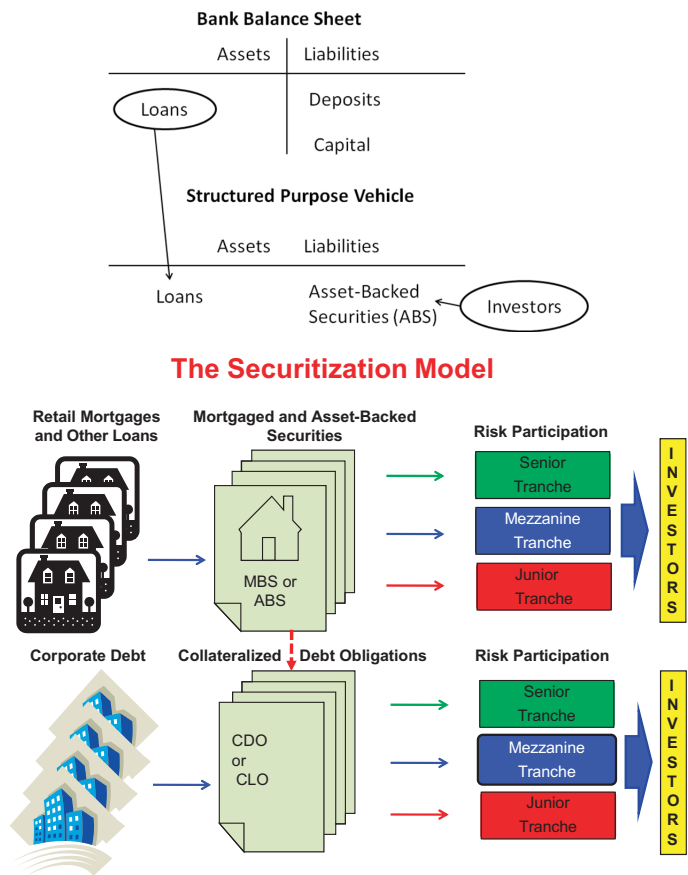 Bank Balance Sheet
Assets Liabilities
Loans
Deposits
Capital
Structured Purpose Vehicle
Assets Liabilities
Loans
Asset-Backed
Securities (ABS)
Investors
The Securitization Model
Retail Mortgages
and Other Loans
Mortgaged and Asset-Backed
Securities
Risk Participation
MBS or
ABS
Senior
Tranche
Mezzanine
Tranche
Junior
Tranche
INVESTORS
Corporate Debt
Collateralized Debt Obligations
Risk Participation
CDO
or
CLO
Senior
Tranche
Mezzanine
Tranche
Junior
Tranche
INVESTORS